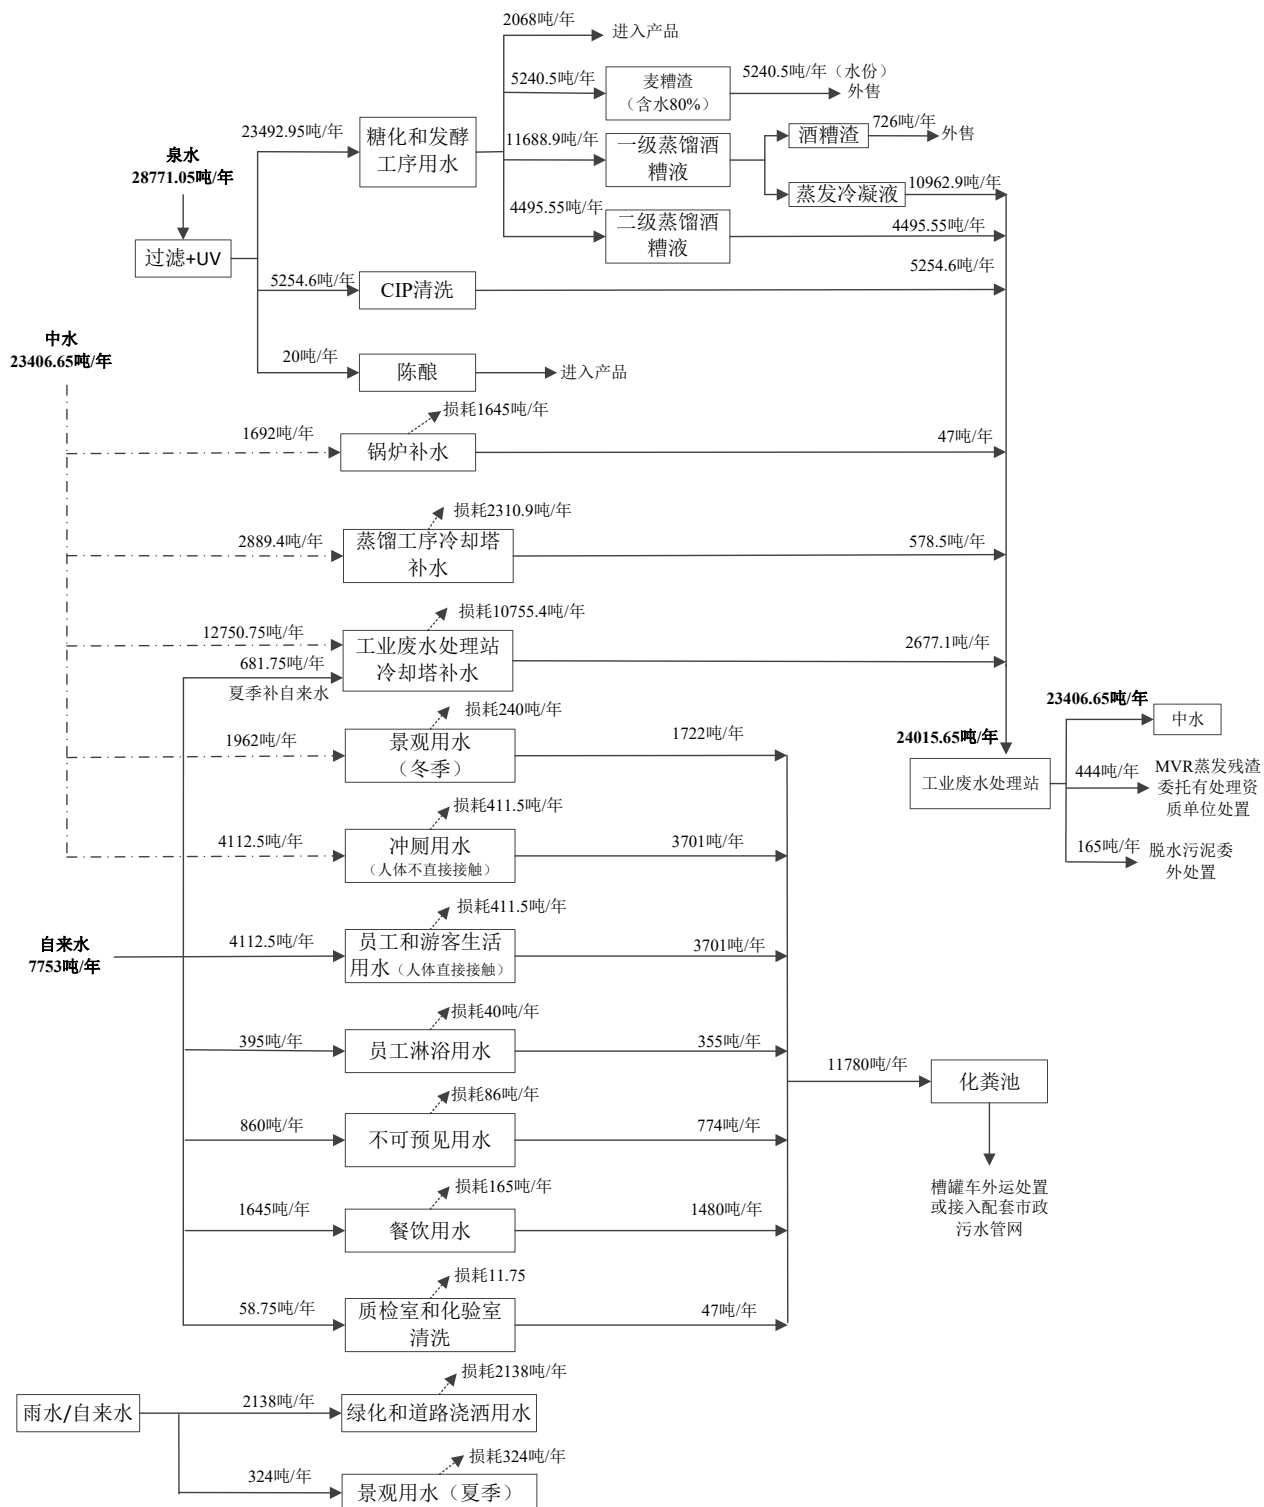 2068吨/年
进入产品
5240.5吨/年
麦糟渣
（含水80%）
5240.5吨/年（水份）
外售
23492.95吨/年
糖化和发酵
工序用水
11688.9吨/年
一级蒸馏酒
糟液
酒糟渣
726吨/年
外售
蒸发冷凝液
10962.9吨/年
泉水
28771.05吨/年
4495.55吨/年
二级蒸馏酒
糟液
4495.55吨/年
过滤+UV
5254.6吨/年
CIP清洗
5254.6吨/年
中水
23406.65吨/年
20吨/年
陈酿
进入产品
损耗1645吨/年
1692吨/年
锅炉补水
47吨/年
损耗2310.9吨/年
2889.4吨/年
蒸馏工序冷却塔
补水
578.5吨/年
损耗10755.4吨/年
12750.75吨/年
工业废水处理站
冷却塔补水
2677.1吨/年
681.75吨/年
夏季补自来水
损耗240吨/年
1962吨/年
景观用水
（冬季）
1722吨/年
24015.65吨/年
工业废水处理站
23406.65吨/年
中水
444吨/年
MVR蒸发残渣
委托有处理资
质单位处置
165吨/年
脱水污泥委
外处置
损耗411.5吨/年
4112.5吨/年
冲厕用水
（人体不直接接触）
3701吨/年
损耗411.5吨/年
自来水
7753吨/年
4112.5吨/年
员工和游客生活
用水（人体直接接触）
3701吨/年
损耗40吨/年
395吨/年
员工淋浴用水
355吨/年
11780吨/年
化粪池
损耗86吨/年
860吨/年
不可预见用水
774吨/年
槽罐车外运处置
或接入配套市政
污水管网
损耗165吨/年
1645吨/年
餐饮用水
1480吨/年
损耗11.75
58.75吨/年
质检室和化验室
清洗
47吨/年
损耗2138吨/年
雨水/自来水
2138吨/年
绿化和道路浇洒用水
损耗324吨/年
324吨/年
景观用水（夏季）